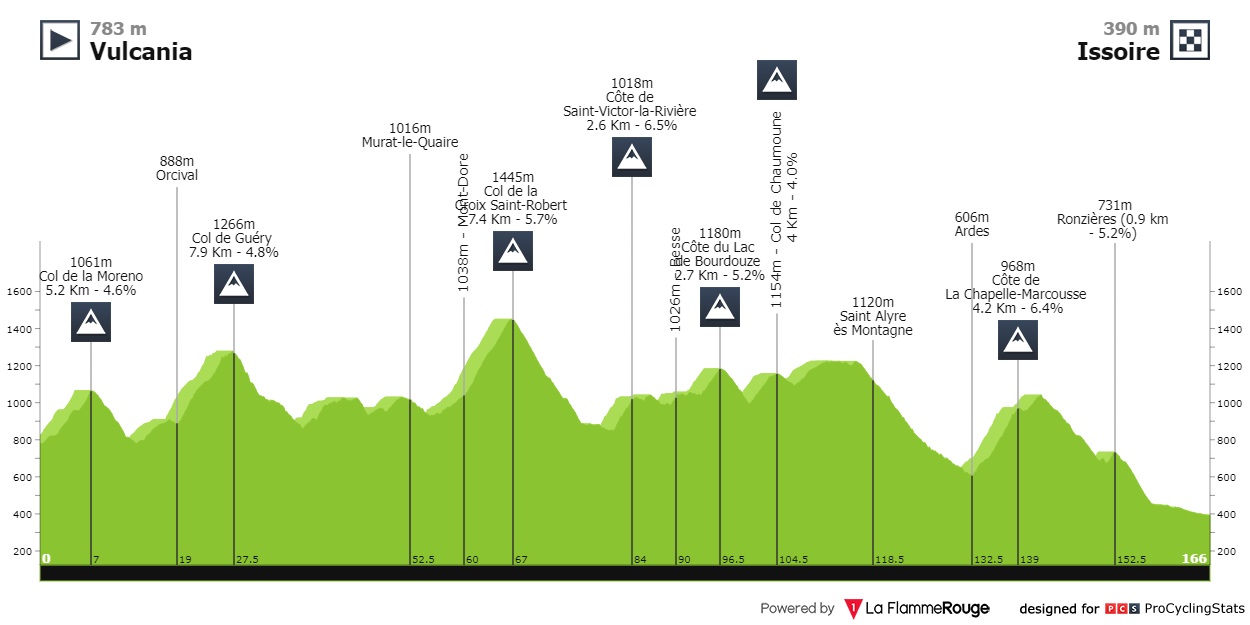 783 m
Vulcania
390 m
Issoire
1061m
Col de la Moreno
5.2 Km - 4.6%
888m
Orcival
1266m
Col de Guéry
7.9 Km - 4.8%
1016m
Murat-le-Quaire
1038m - Mont-Dore
1445m
Col de la
Croix Saint-Robert
7.4 Km - 5.7%
1018m
Côte de
Saint-Victor-la-Rivière
2.6 Km - 6.5%
1026m - Besse
1180m
Côte du Lac
de Bourdouze
2.7 Km - 5.2%
1154m - Col de Chaumoune
4 Km - 4.0%
1120m
Saint Alyre
ès Montagne
606m
Ardes
968m
Côte de
La Chapelle-Marcousse
4.2 Km - 6.4%
731m
Ronzières (0.9 km
- 5.2%)
1600
1400
1200
1000
800
600
400
200
1600
1400
1200
1000
800
600
400
200
0 7 19 27.5 52.5 60 67 84 90 96.5 104.5 118.5 132.5 139 152.5 166
Powered by 1 La FlammeRouge designed for PCS ProCyclingStats